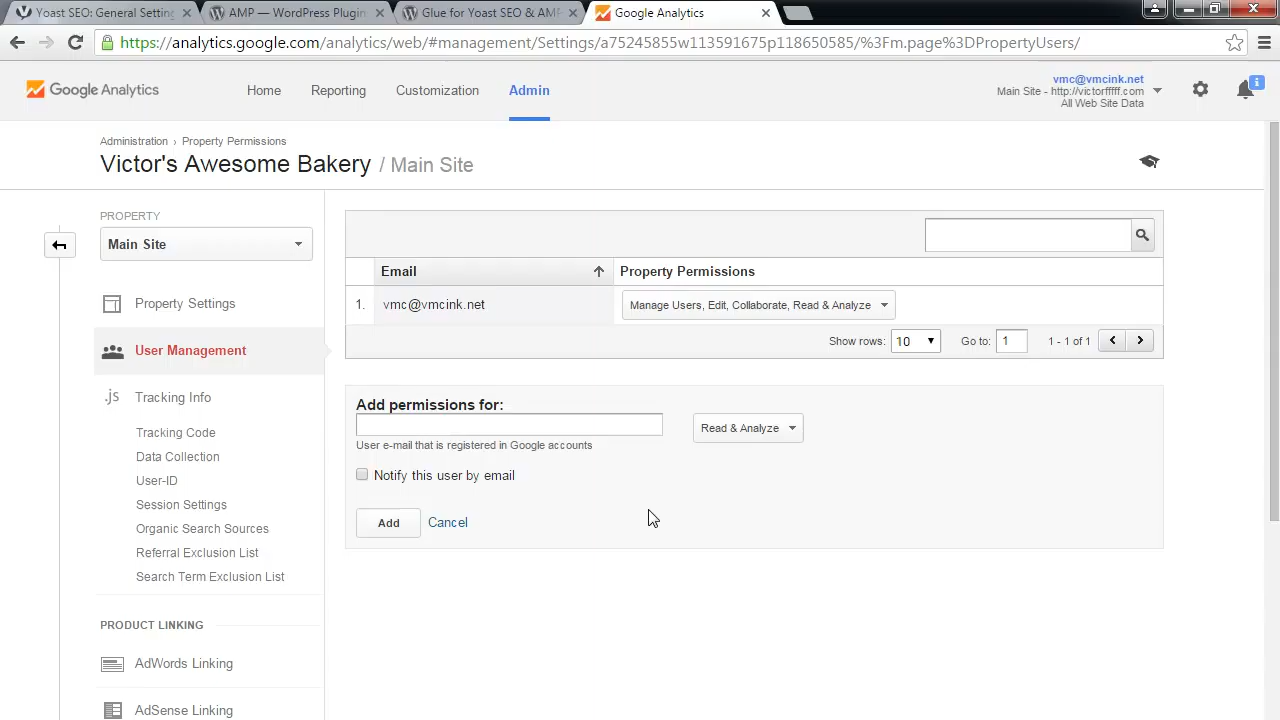 Yoast SEO: General Setting
AMP — WordPress Plugin
Glue for Yoast SEO & AMP
Google Analytics
https://analytics.google.com/analytics/web/#management/Settings/a75245855w113591675p118650585/%3Fm.page%3DPropertyUsers/
Google Analytics
Home
Reporting
Customization
Admin
vmc@vmcink.net
Main Site - http://victorfffff.com
All Web Site Data
Administration › Property Permissions
Victor's Awesome Bakery / Main Site
PROPERTY
Main Site
Property Settings
User Management
.js Tracking Info
Tracking Code
Data Collection
User-ID
Session Settings
Organic Search Sources
Referral Exclusion List
Search Term Exclusion List
PRODUCT LINKING
AdWords Linking
AdSense Linking
Email
Property Permissions
1. vmc@vmcink.net Manage Users, Edit, Collaborate, Read & Analyze
Show rows: 10 Go to: 1 1 - 1 of 1
Add permissions for:
Read & Analyze
User e-mail that is registered in Google accounts
Notify this user by email
Add Cancel